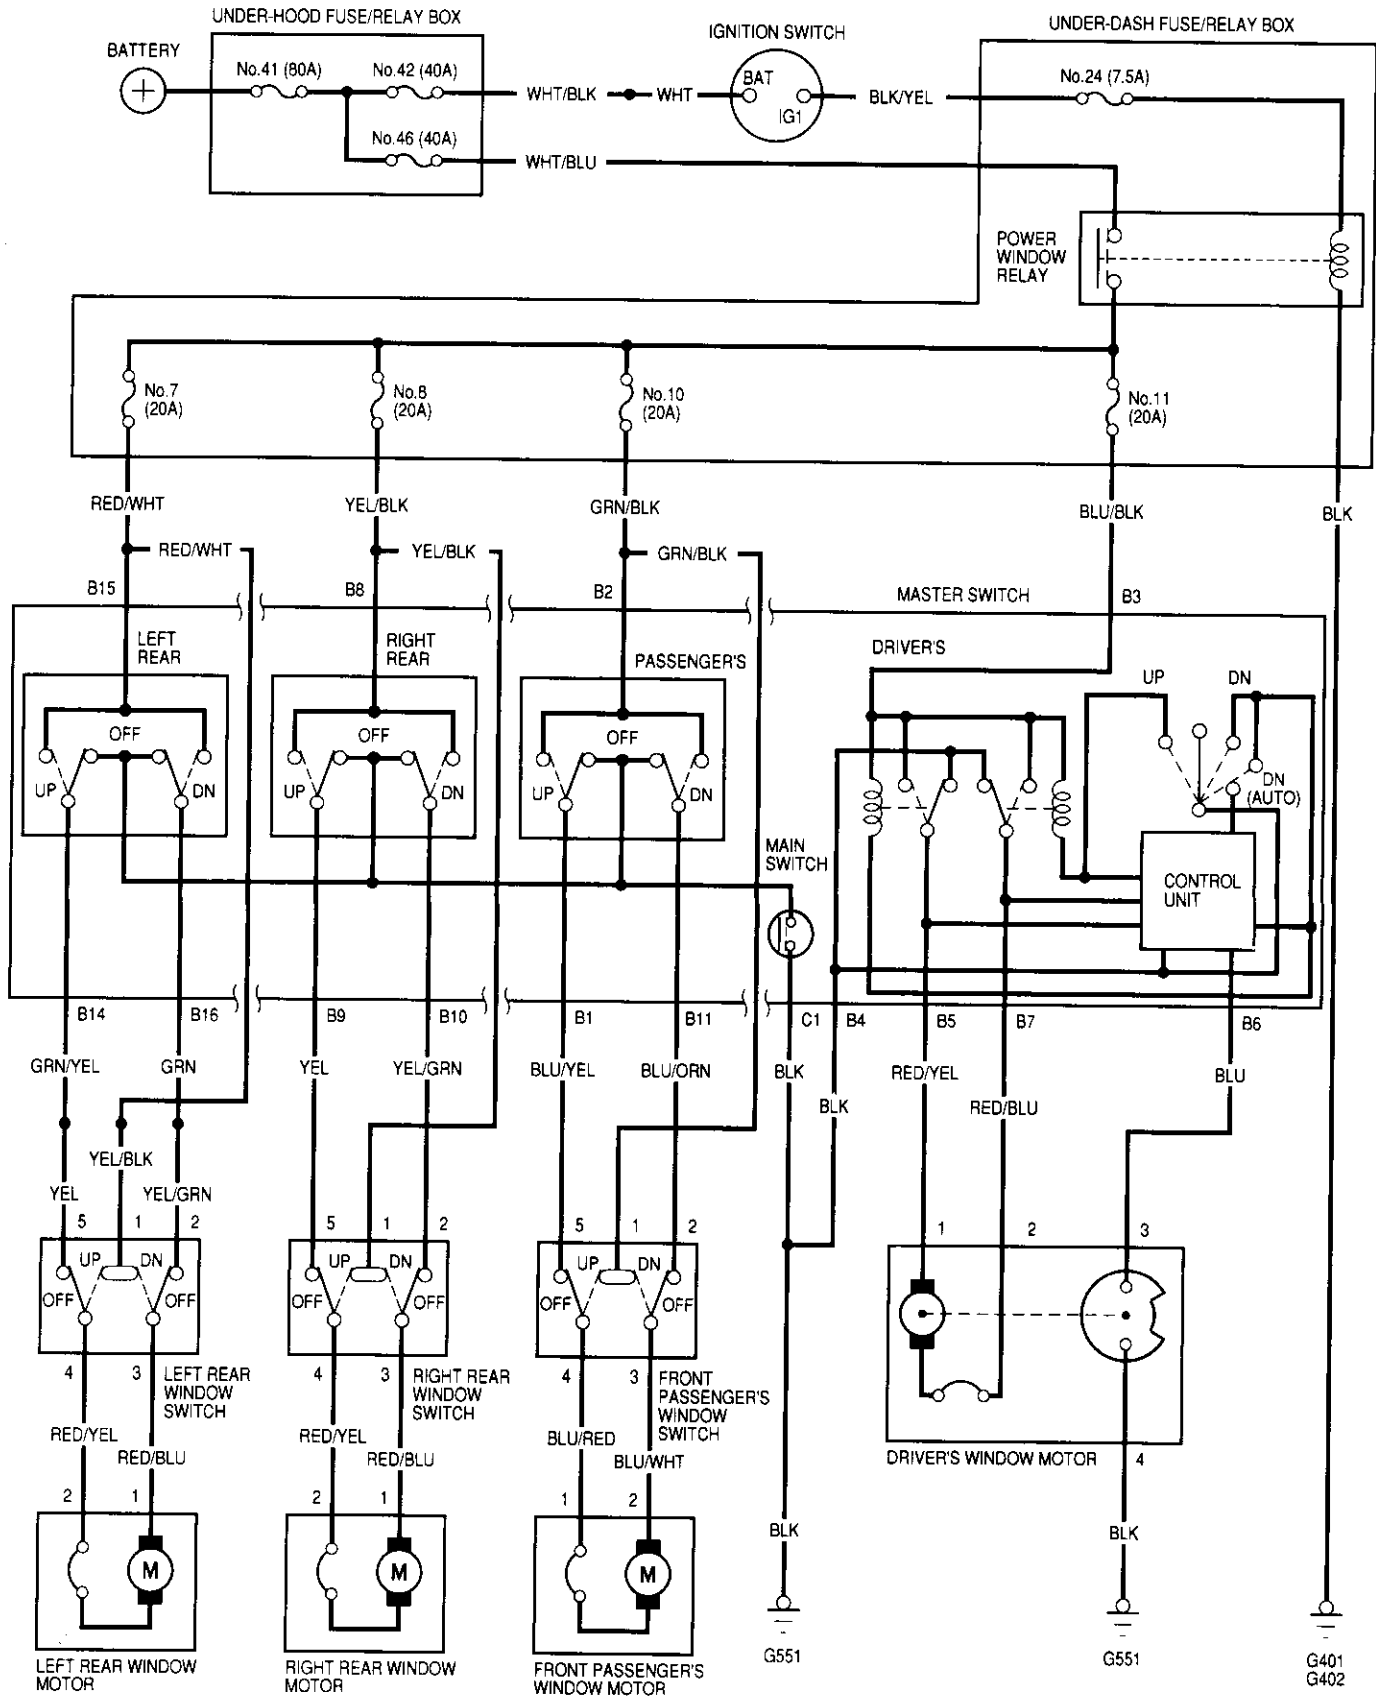 UNDER-HOOD FUSE/RELAY BOX
IGNITION SWITCH
UNDER-DASH FUSE/RELAY BOX
BATTERY
No.41 (80A)
No.42 (40A)
BAT
No.24 (7.5A)
WHT/BLK
WHT
BLK/YEL
IG1
No.46 (40A)
WHT/BLU
POWER
WINDOW
RELAY
No.7
(20A)
No.8
(20A)
No.10
(20A)
No.11
(20A)
RED/WHT
YEL/BLK
GRN/BLK
BLU/BLK
BLK
RED/WHT
YEL/BLK
GRN/BLK
B15
B8
B2
MASTER SWITCH
B3
LEFT
REAR
RIGHT
REAR
PASSENGER'S
DRIVER'S
UP
DN
OFF
OFF
OFF
UP
DN
UP
DN
UP
DN
DN
(AUTO)
MAIN
SWITCH
CONTROL
UNIT
B14
B16
B9
B10
B1
B11
C1
B4
B5
B7
B6
GRN/YEL
GRN
YEL
YEL/GRN
BLU/YEL
BLU/ORN
BLK
RED/YEL
BLU
BLK
RED/BLU
YEL/BLK
YEL
YEL/GRN
5
1
2
5
1
2
5
1
2
1
2
3
UP
DN
UP
DN
UP
DN
OFF
OFF
OFF
OFF
OFF
OFF
4
3
LEFT REAR
WINDOW
SWITCH
4
3
RIGHT REAR
WINDOW
SWITCH
4
3
FRONT
PASSENGER'S
WINDOW
SWITCH
RED/YEL
RED/BLU
RED/YEL
RED/BLU
BLU/RED
BLU/WHT
DRIVER'S WINDOW MOTOR
4
2
1
2
1
1
2
BLK
BLK
M
M
M
G551
G551
G401
G402
LEFT REAR WINDOW
MOTOR
RIGHT REAR WINDOW
MOTOR
FRONT PASSENGER'S
WINDOW MOTOR